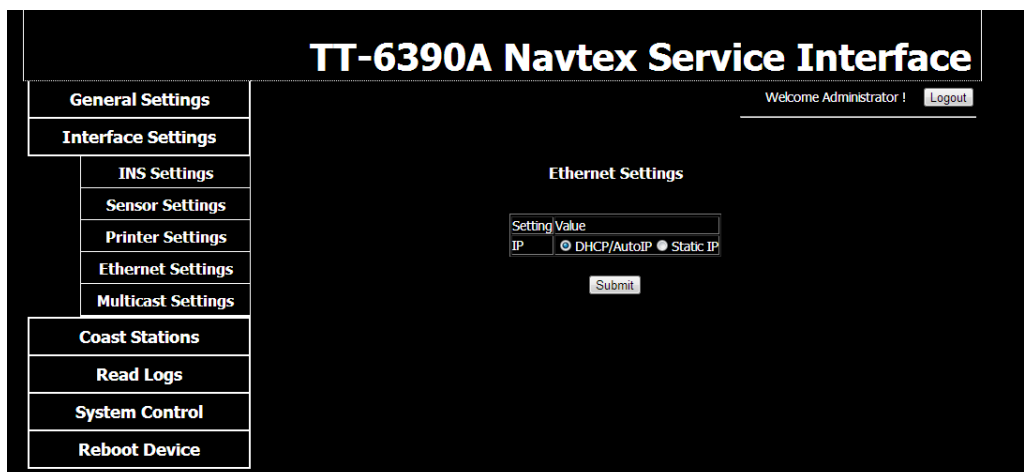 TT-6390A Navtex Service Interface
Welcome Administrator ! Logout
General Settings
Interface Settings
INS Settings
Sensor Settings
Printer Settings
Ethernet Settings
Multicast Settings
Coast Stations
Read Logs
System Control
Reboot Device
Ethernet Settings
Setting Value
IP DHCP/AutoIP Static IP
Submit